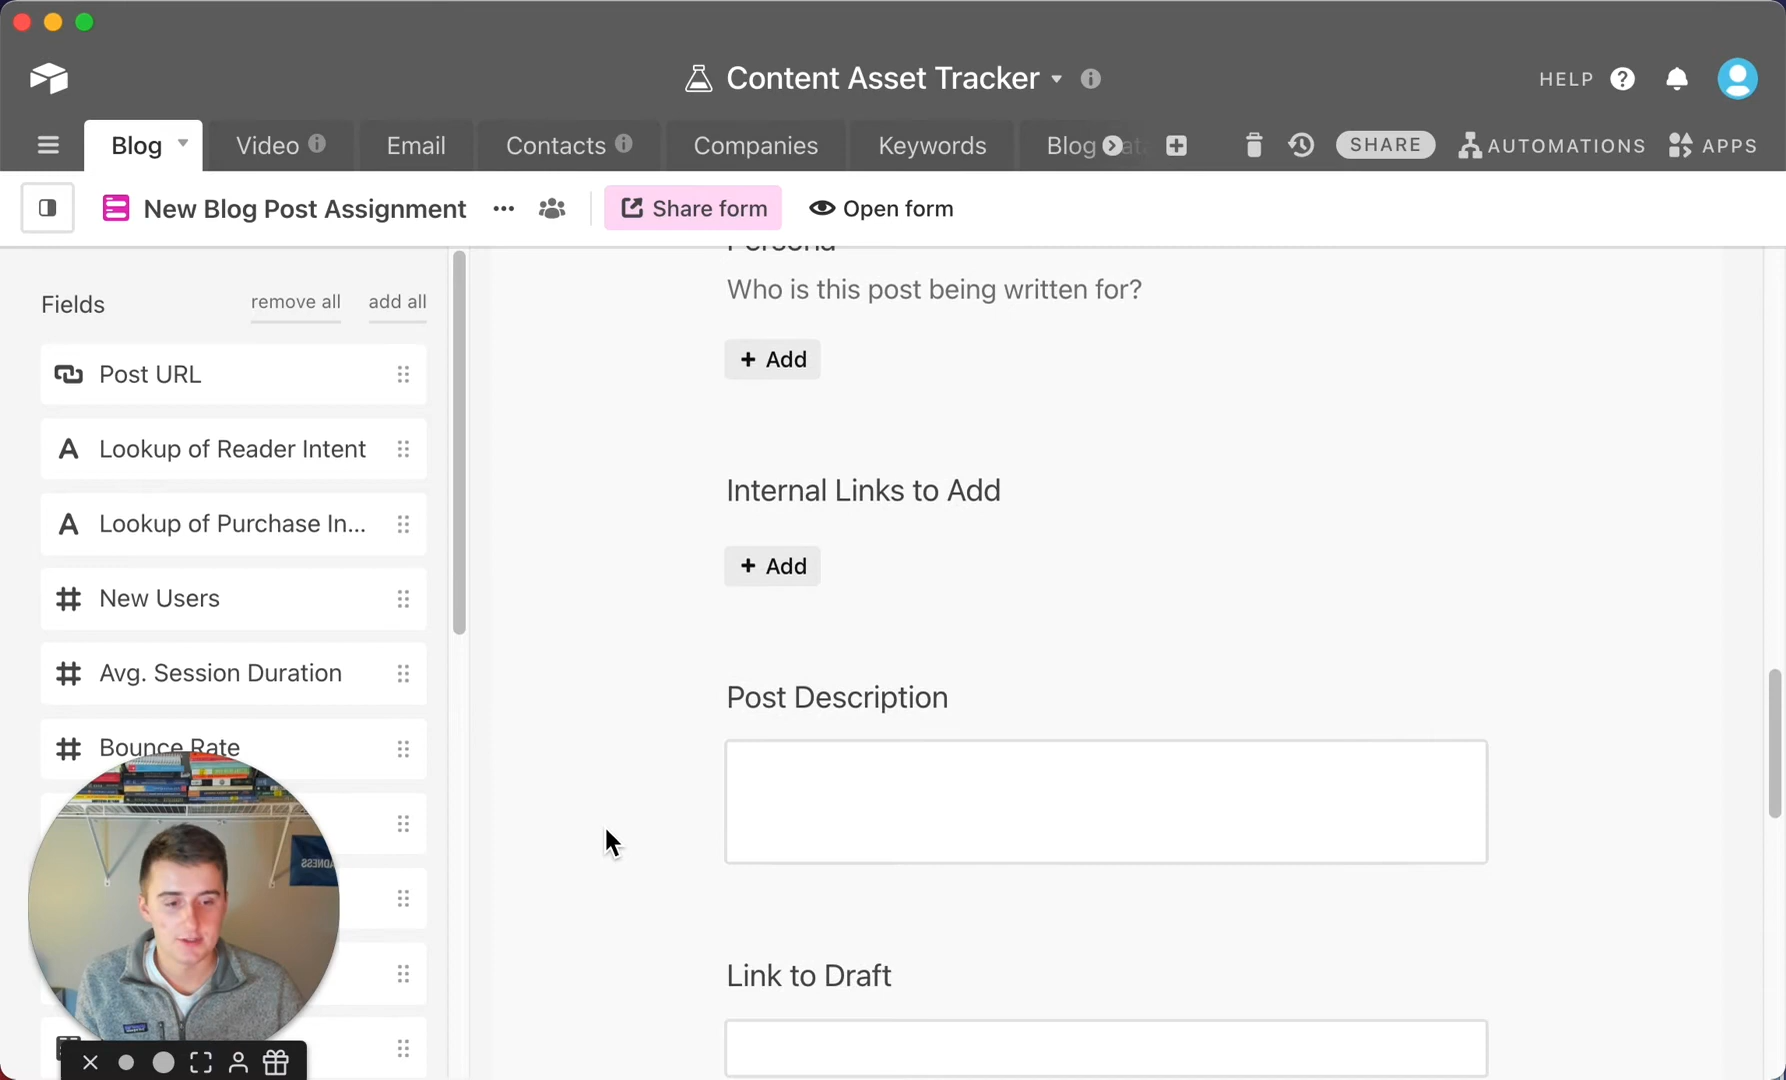 Content Asset Tracker
HELP
Blog
Video
Email
Contacts
Companies
Keywords
Blog
SHARE
AUTOMATIONS
APPS
New Blog Post Assignment
Share form
Open form
Fields
remove all
add all
Post URL
Lookup of Reader Intent
Lookup of Purchase In...
New Users
Avg. Session Duration
Bounce Rate
Persona
Who is this post being written for?
+ Add
Internal Links to Add
+ Add
Post Description
Link to Draft